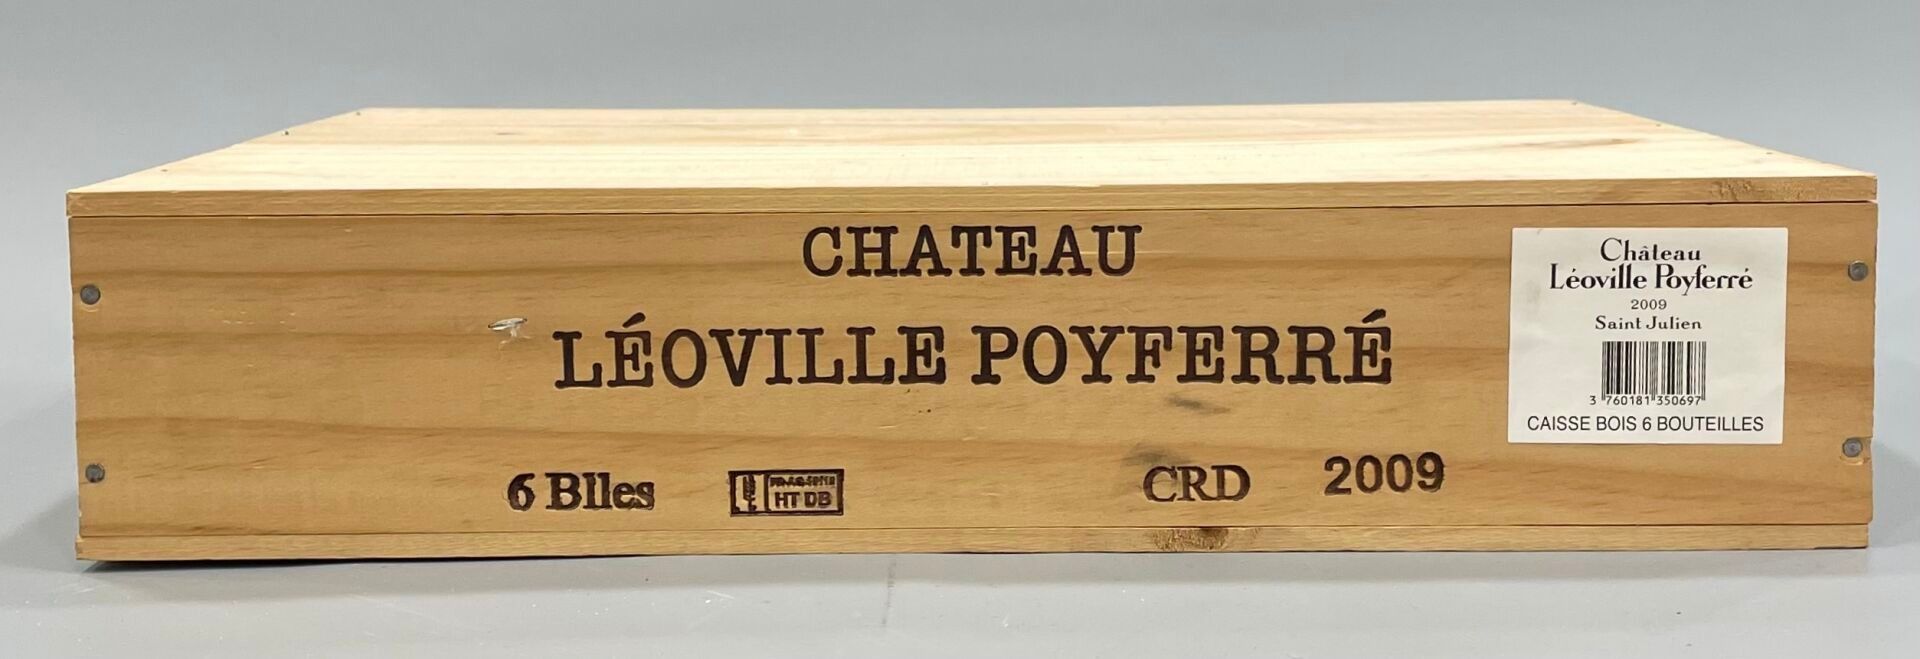 CHATEAU
LÉOVILLE POYFERRÉ
6 Blles
HT DB
CRD 2009
Château
Léoville Poyferré
2009
Saint Julien
3 760181 350697
CAISSE BOIS 6 BOUTEILLES